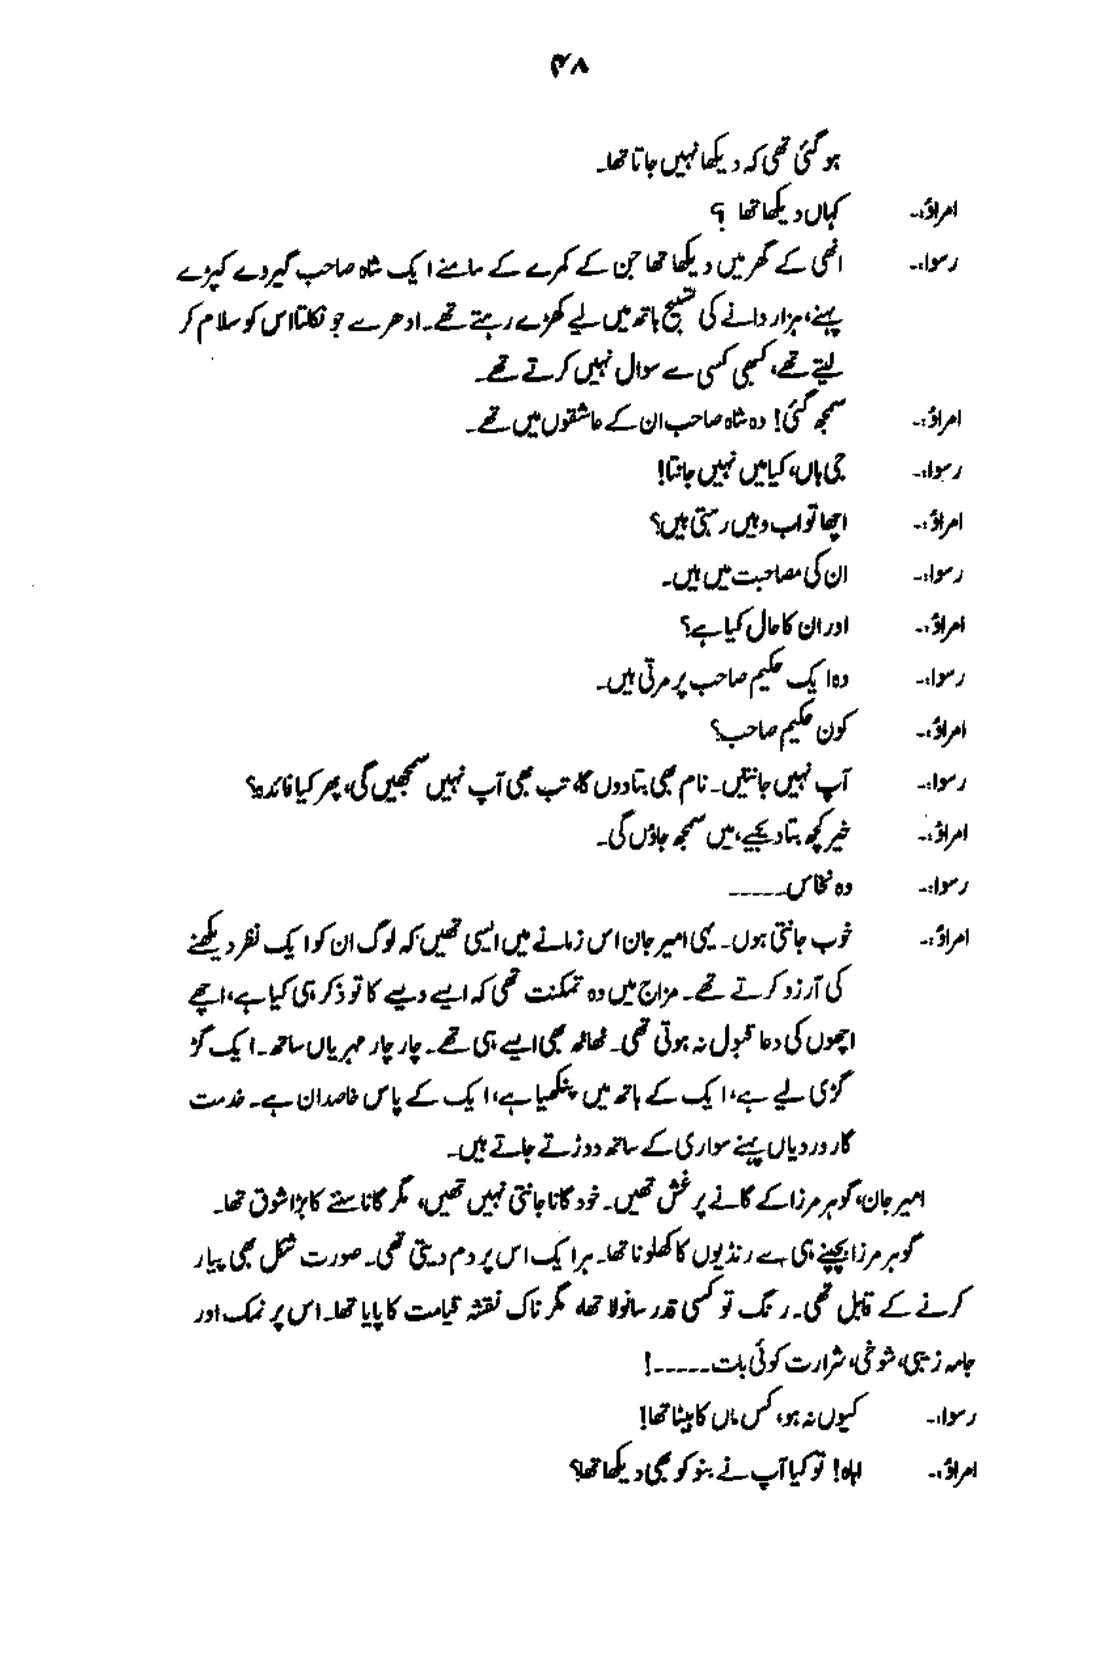 ۴۸
ہو گئی تھی کہ دیکھا نہیں جاتا تھا۔
امراؤ:۔ کہاں دیکھا تھا ؟
رسوا:۔ انھی کے گھر میں دیکھا تھا جن کے کمرے کے سامنے ایک شاہ صاحب گیروے کپڑے
پہنے، ہزار دانے کی تسبیح ہاتھ میں لیے کھڑے رہتے تھے۔ ادھر سے جو نکلتا اس کو سلام کر
لیتے تھے، کبھی کسی سے سوال نہیں کرتے تھے۔
امراؤ:۔ سمجھ گئی! وہ شاہ صاحب ان کے عاشقوں میں تھے۔
رسوا:۔ جی ہاں، کیا میں نہیں جانتا!
امراؤ:۔ اچھا تو اب وہیں رہتی ہیں؟
رسوا:۔ ان کی مصاحبت میں ہیں۔
امراؤ:۔ اور ان کا حال کیا ہے؟
رسوا:۔ وہ ایک حکیم صاحب پر مرتی ہیں۔
امراؤ:۔ کون حکیم صاحب؟
رسوا:۔ آپ نہیں جانتیں۔ نام بھی بتا دوں گا، تب بھی آپ نہیں سمجھیں گی، پھر کیا فائدہ؟
امراؤ:۔ خیر کچھ بتا دیجیے، میں سمجھ جاؤں گی۔
رسوا:۔ وہ نخاس-----
امراؤ:۔ خوب جانتی ہوں۔ یہی امیر جان اس زمانے میں ایسی تھیں کہ لوگ ان کو ایک نظر دیکھنے
کی آرزو کرتے تھے۔ مزاج میں وہ تمکنت تھی کہ ایسے ویسے کا تو ذکر ہی کیا ہے، اچھے
اچھوں کی دعا قبول نہ ہوتی تھی۔ ٹھاٹھ بھی ایسے ہی تھے۔ چار چار مہریاں ساتھ۔ ایک گڑ
گڑی لیے ہے، ایک کے ہاتھ میں پنکھیا ہے، ایک کے پاس خاصدان ہے۔ خدمت
گار وردیاں پہنے سواری کے ساتھ دوڑتے جاتے ہیں۔
امیر جان، گوہر مرزا کے گانے پر غش تھیں۔ خود گانا جانتی نہیں تھیں، مگر گانا سننے کا بڑا شوق تھا۔
گوہر مرزا بچپنے ہی سے رنڈیوں کا کھلونا تھا۔ ہر ایک اس پر دم دیتی تھی۔ صورت شکل بھی پیار
کرنے کے قابل تھی۔ رنگ تو کسی قدر سانولا تھا، مگر ناک نقشہ قیامت کا پایا تھا۔ اس پر نمک اور
جامہ زیبی، شوخی، شرارت کوئی بات-----!
رسوا:۔ کیوں نہ ہو، کس ماں کا بیٹا تھا!
امراؤ:۔ اہاہ! تو کیا آپ نے بنو کو بھی دیکھا تھا؟